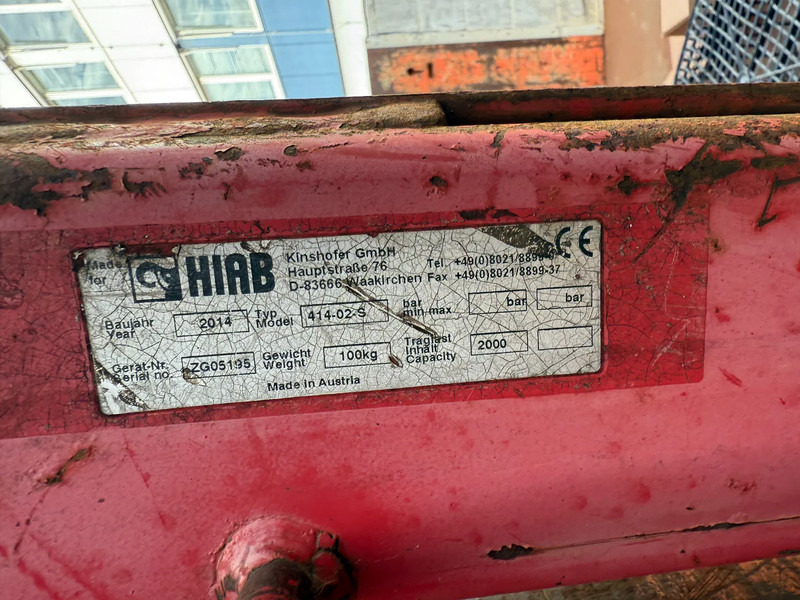 Made for HIAB
Kinshofer GmbH
Hauptstraße 76
D-83666 Waakirchen
Tel. +49(0)8021/8899-
Fax +49(0)8021/8899-37
CE
Baujahr
Year
2014
Typ
Model
414-02-S
bar
min/max
bar
bar
Gerät-Nr.
Serial no.
ZG05195
Gewicht
Weight
100kg
Traglast
Inhalt
Capacity
2000
Made in Austria